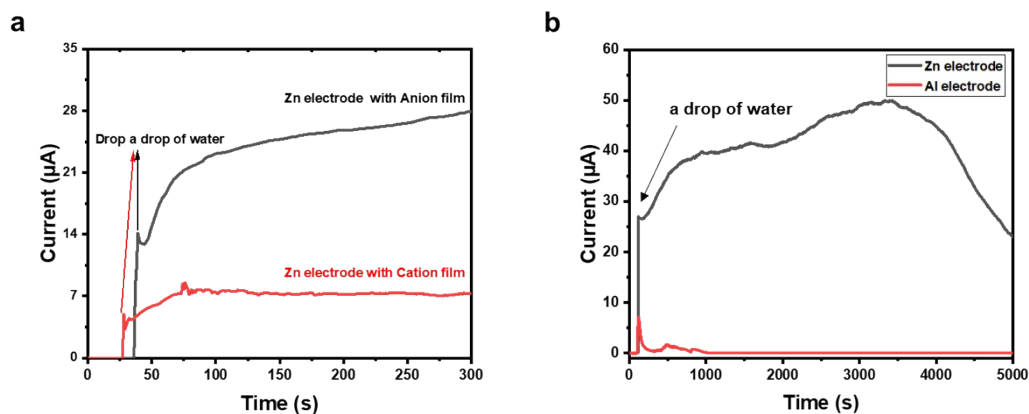 a
35
28
21
14
7
0
Current (μA)
Zn electrode with Anion film
Drop a drop of water
Zn electrode with Cation film
0
50
100
150
200
250
300
Time (s)
b
60
50
40
30
20
10
0
Current (μA)
Zn electrode
Al electrode
a drop of water
0
1000
2000
3000
4000
5000
Time (s)